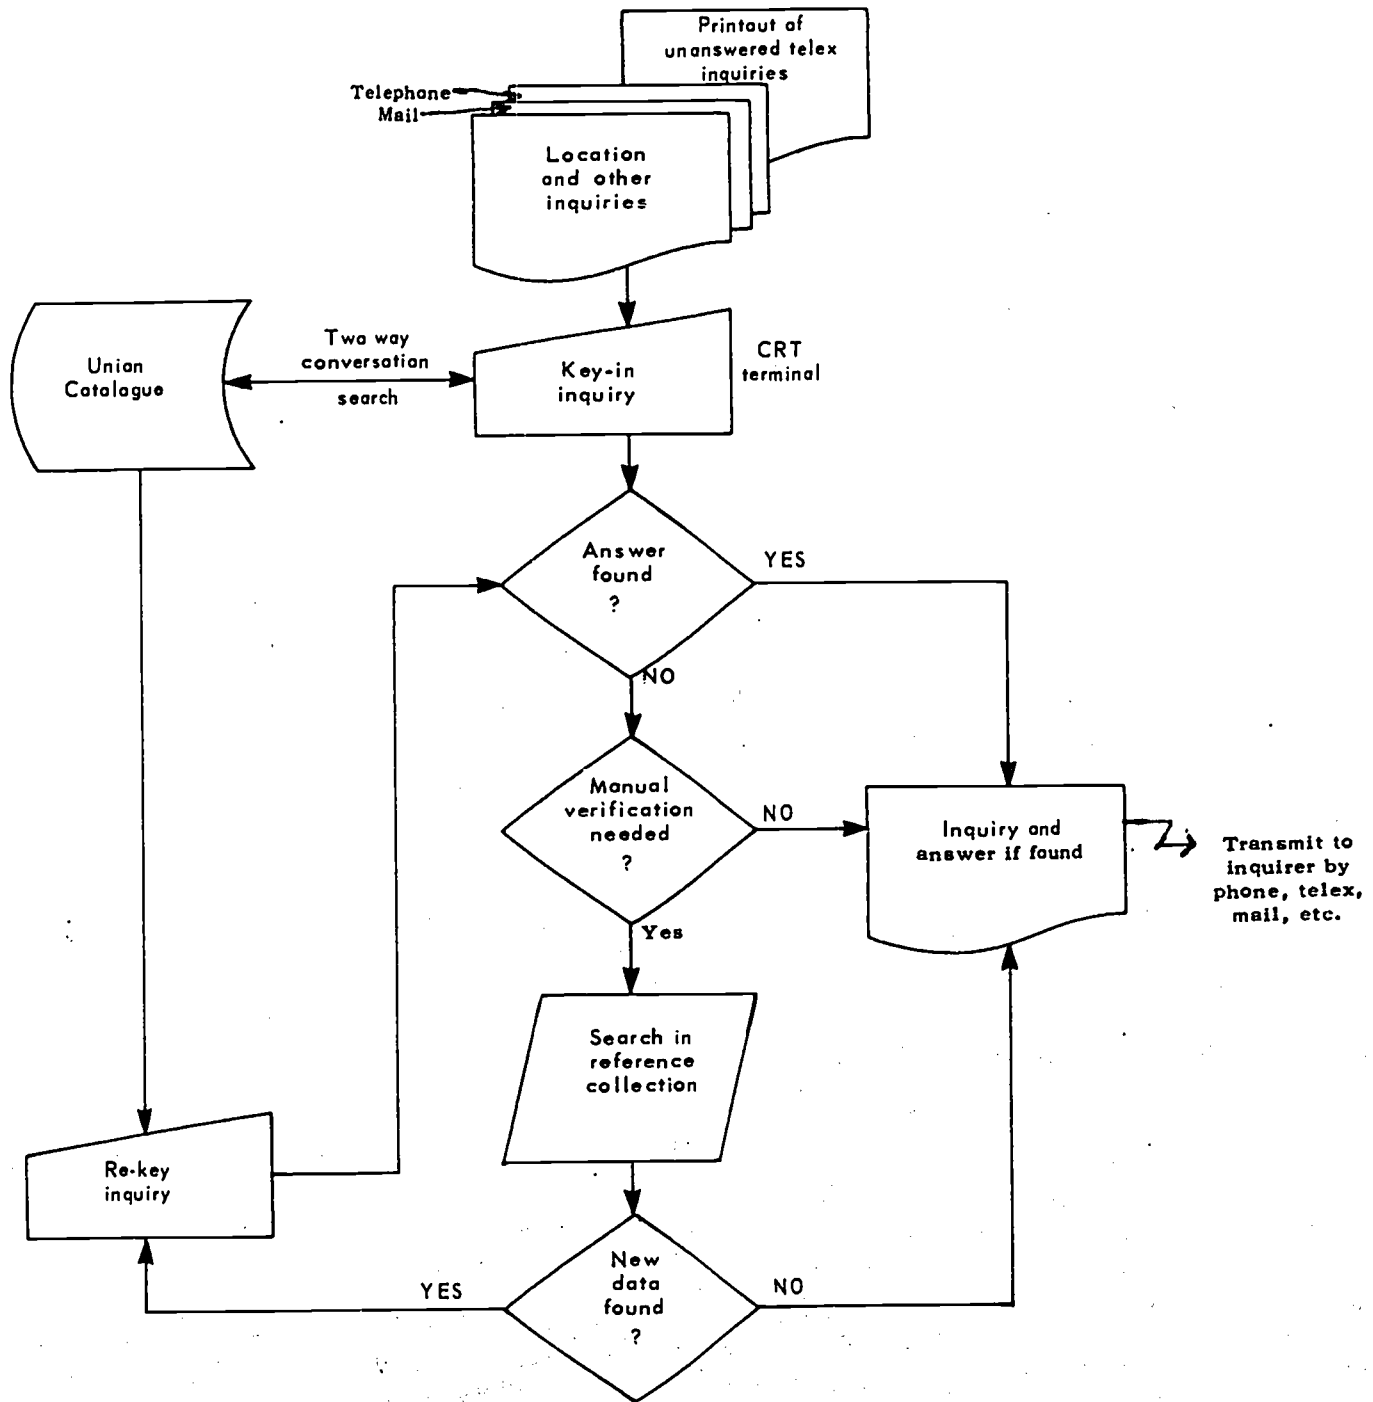 Printout of
unanswered telex
inquiries
Telephone
Mail
Location
and other
inquiries
Union
Catalogue
Two way
conversation
search
Key-in
inquiry
CRT
terminal
Answer
found
?
YES
NO
Manual
verification
needed
?
NO
Inquiry and
answer if found
Transmit to
inquirer by
phone, telex,
mail, etc.
Yes
Search in
reference
collection
Re-key
inquiry
New
data
found
?
YES
NO